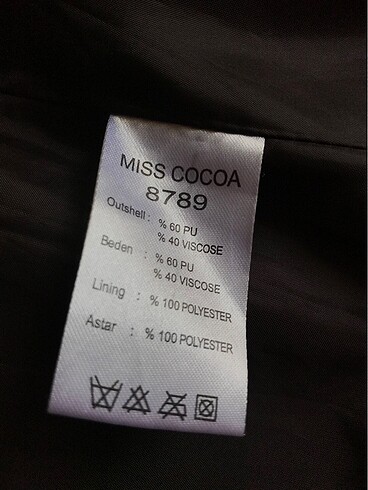 MISS COCOA
8789
Outshell : % 60 PU
% 40 VISCOSE
Beden : % 60 PU
% 40 VISCOSE
Lining : % 100 POLYESTER
Astar : % 100 POLYESTER